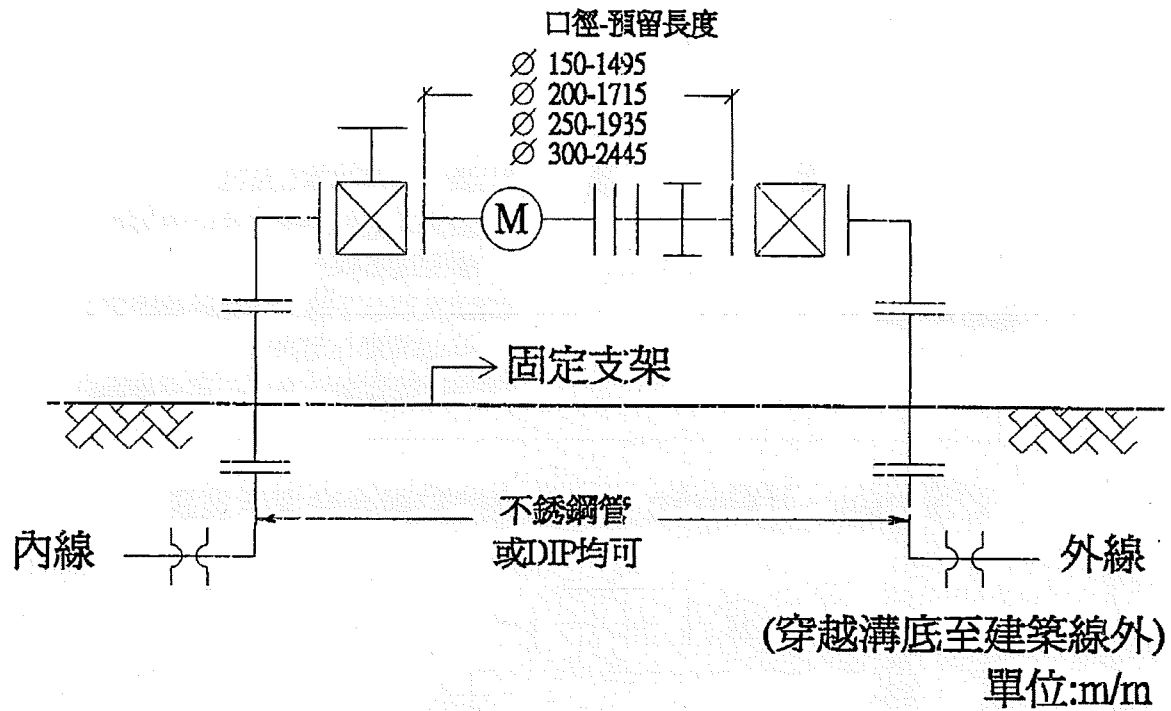 口徑-預留長度
∅ 150-1495
∅ 200-1715
∅ 250-1935
∅ 300-2445
M
固定支架
不銹鋼管
或DIP均可
內線
外線
(穿越溝底至建築線外)
單位:m/m